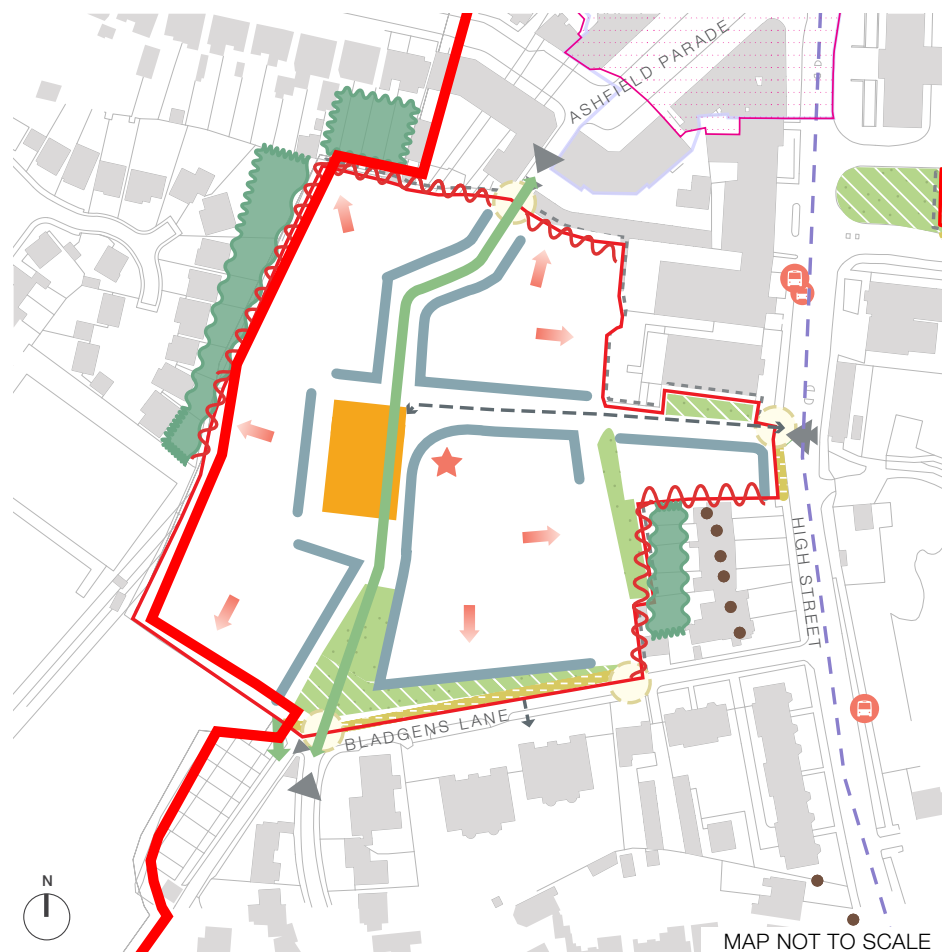 ASHFIELD PARADE
HIGH STREET
BLADGENS LANE
N
MAP NOT TO SCALE